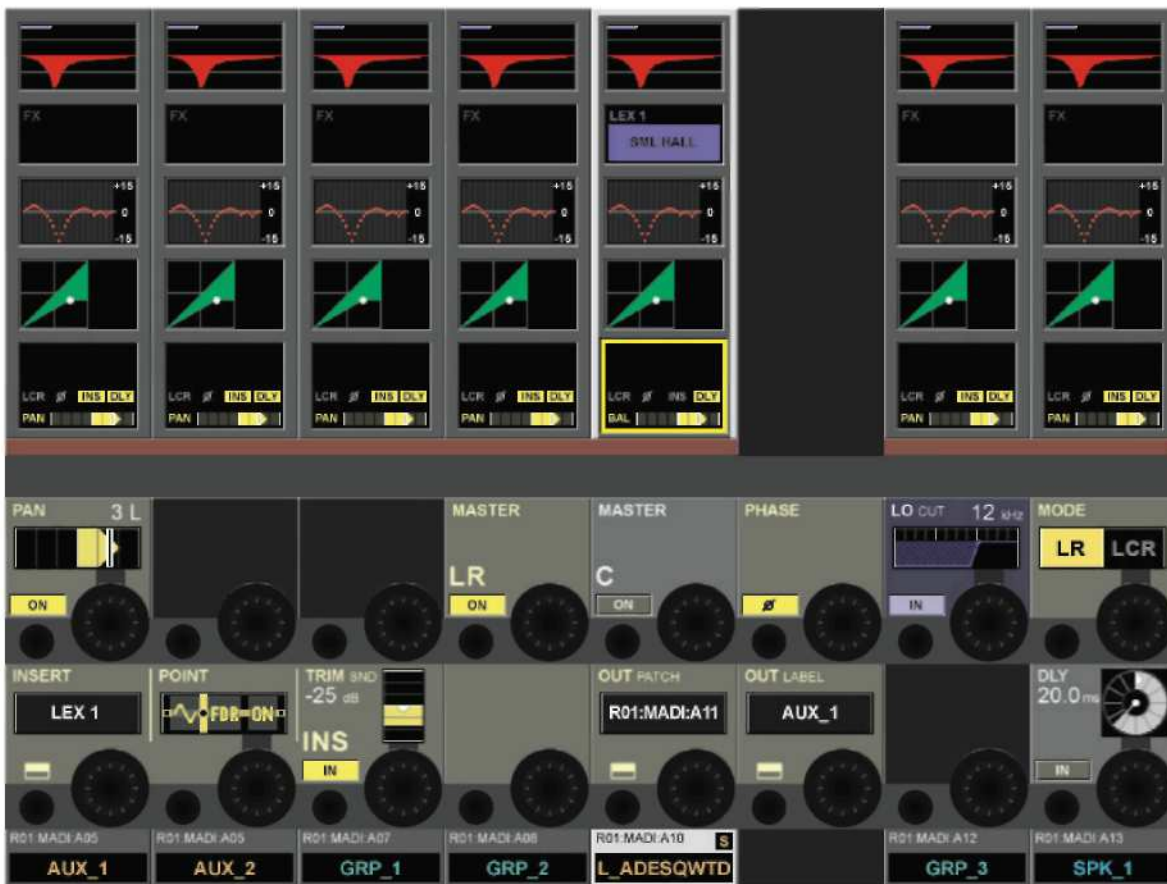 FX FX FX FX LEX 1 FX FX
SML HALL
+15 +15 +15 +15 +15 +15 +15
0 0 0 0 0 0 0
-15 -15 -15 -15 -15 -15 -15
LCR Ø INS DLY LCR Ø INS DLY LCR Ø INS DLY LCR Ø INS DLY LCR Ø INS DLY LCR Ø INS DLY LCR Ø INS DLY
PAN PAN PAN PAN BAL PAN PAN
PAN 3 L MASTER MASTER PHASE LO CUT 12 kHz MODE
LR LCR
LR C
ON ON ON Ø IN
INSERT POINT TRIM SND OUT PATCH OUT LABEL DLY
-25 dB 20.0 ms
LEX 1 FDR ON R01:MADI:A11 AUX_1
INS
IN IN
R01:MADI:A05 R01:MADI:A05 R01:MADI:A07 R01:MADI:A08 R01:MADI:A10 S R01:MADI:A12 R01:MADI:A13
AUX_1 AUX_2 GRP_1 GRP_2 L_ADESQWTD GRP_3 SPK_1